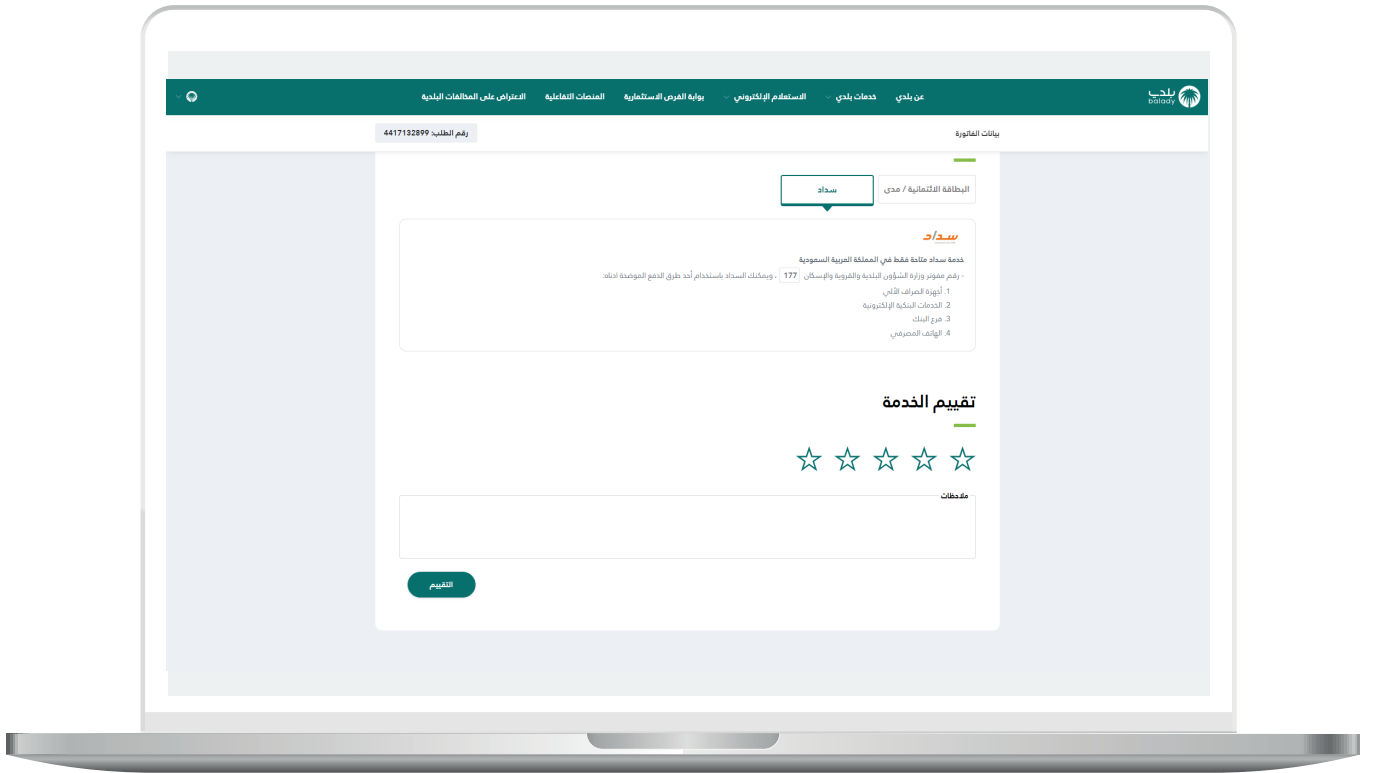 بلدي
balady
عن بلدي
خدمات بلدي
الاستعلام الإلكتروني
بوابة الفرص الاستثمارية
المنصات التفاعلية
الاعتراض على المخالفات البلدية
بيانات الفاتورة
رقم الطلب: 4417132899
البطاقة الائتمانية / مدى
سداد
سداد
خدمة سداد متاحة فقط في المملكة العربية السعودية
- رقم مفوتر وزارة الشؤون البلدية والقروية والإسكان 177 ، ويمكنك السداد باستخدام أحد طرق الدفع الموضحة ادناه:
1. أجهزة الصراف الآلي
2. الخدمات البنكية الإلكترونية
3. فرع البنك
4. الهاتف المصرفي
تقييم الخدمة
ملاحظات
التقييم